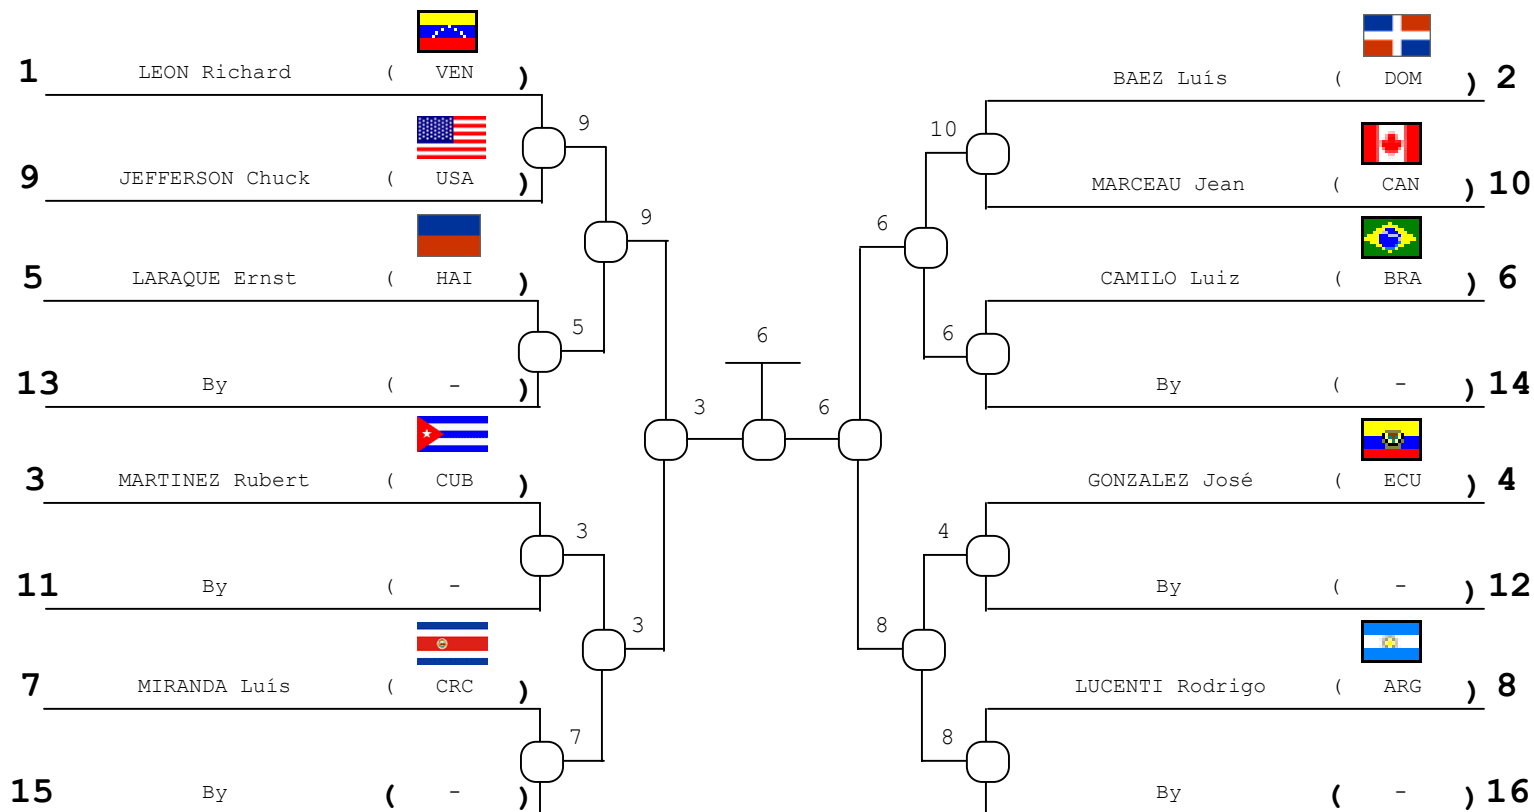 1 LEON Richard ( VEN )
9
9 JEFFERSON Chuck ( USA )
9
5 LARAQUE Ernst ( HAI )
5
13 By ( - )
3
3 MARTINEZ Rubert ( CUB )
3
11 By ( - )
3
7 MIRANDA Luís ( CRC )
7
15 By ( - )
6
BAEZ Luís ( DOM ) 2
10
MARCEAU Jean ( CAN ) 10
6
CAMILO Luiz ( BRA ) 6
6
By ( - ) 14
6
GONZALEZ José ( ECU ) 4
4
By ( - ) 12
8
LUCENTI Rodrigo ( ARG ) 8
8
By ( - ) 16